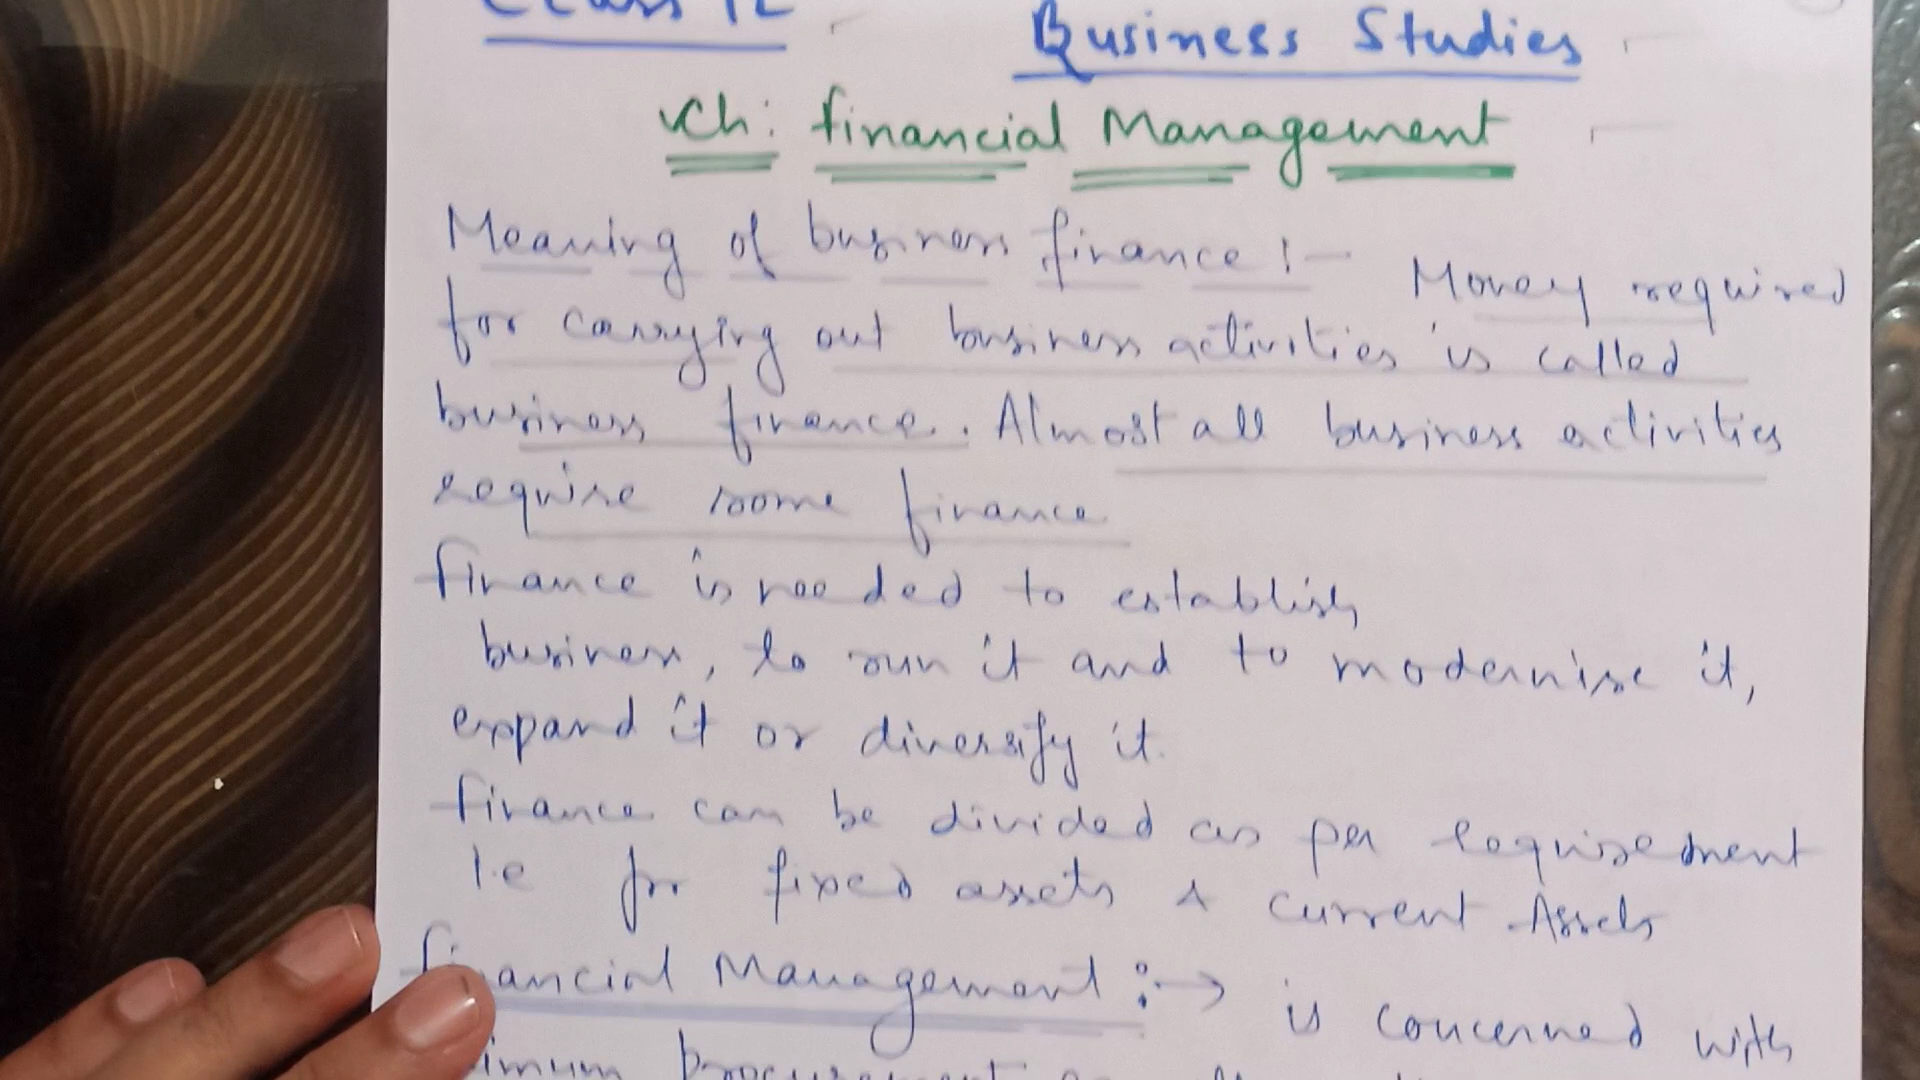 Class 12
Business Studies
Ch: financial Management
Meaning of business finance :- Money required
for carrying out business activities is called
business finance. Almost all business activities
require some finance
finance is needed to establish
business, to run it and to modernise it,
expand it or diversify it.
finance can be divided as per requirement
i.e for fixed assets & current Assets
financial Management :→ is concerned with
procurement